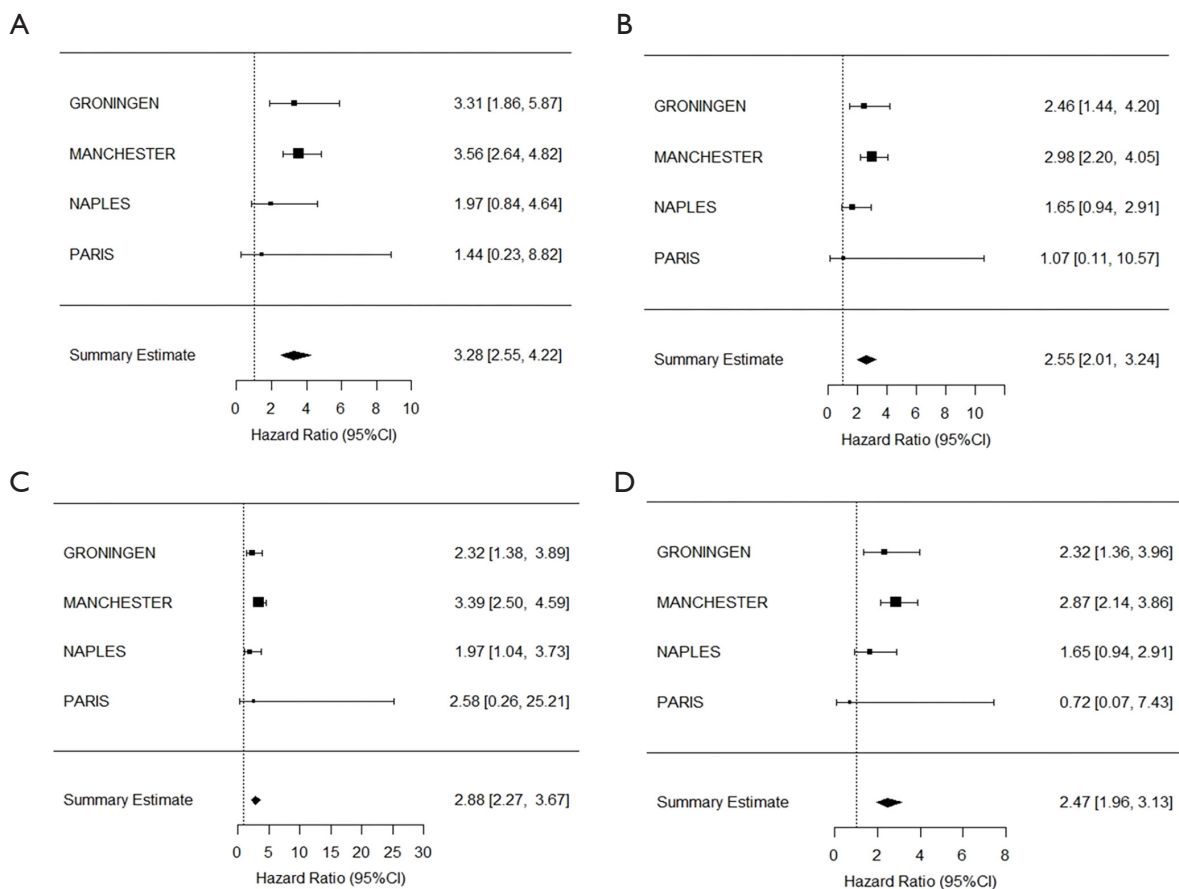 A
GRONINGEN 3.31 [1.86, 5.87]
MANCHESTER 3.56 [2.64, 4.82]
NAPLES 1.97 [0.84, 4.64]
PARIS 1.44 [0.23, 8.82]
Summary Estimate 3.28 [2.55, 4.22]
0 2 4 6 8 10
Hazard Ratio (95%CI)
B
GRONINGEN 2.46 [1.44, 4.20]
MANCHESTER 2.98 [2.20, 4.05]
NAPLES 1.65 [0.94, 2.91]
PARIS 1.07 [0.11, 10.57]
Summary Estimate 2.55 [2.01, 3.24]
0 2 4 6 8 10
Hazard Ratio (95%CI)
C
GRONINGEN 2.32 [1.38, 3.89]
MANCHESTER 3.39 [2.50, 4.59]
NAPLES 1.97 [1.04, 3.73]
PARIS 2.58 [0.26, 25.21]
Summary Estimate 2.88 [2.27, 3.67]
0 5 10 15 20 25 30
Hazard Ratio (95%CI)
D
GRONINGEN 2.32 [1.36, 3.96]
MANCHESTER 2.87 [2.14, 3.86]
NAPLES 1.65 [0.94, 2.91]
PARIS 0.72 [0.07, 7.43]
Summary Estimate 2.47 [1.96, 3.13]
0 2 4 6 8
Hazard Ratio (95%CI)